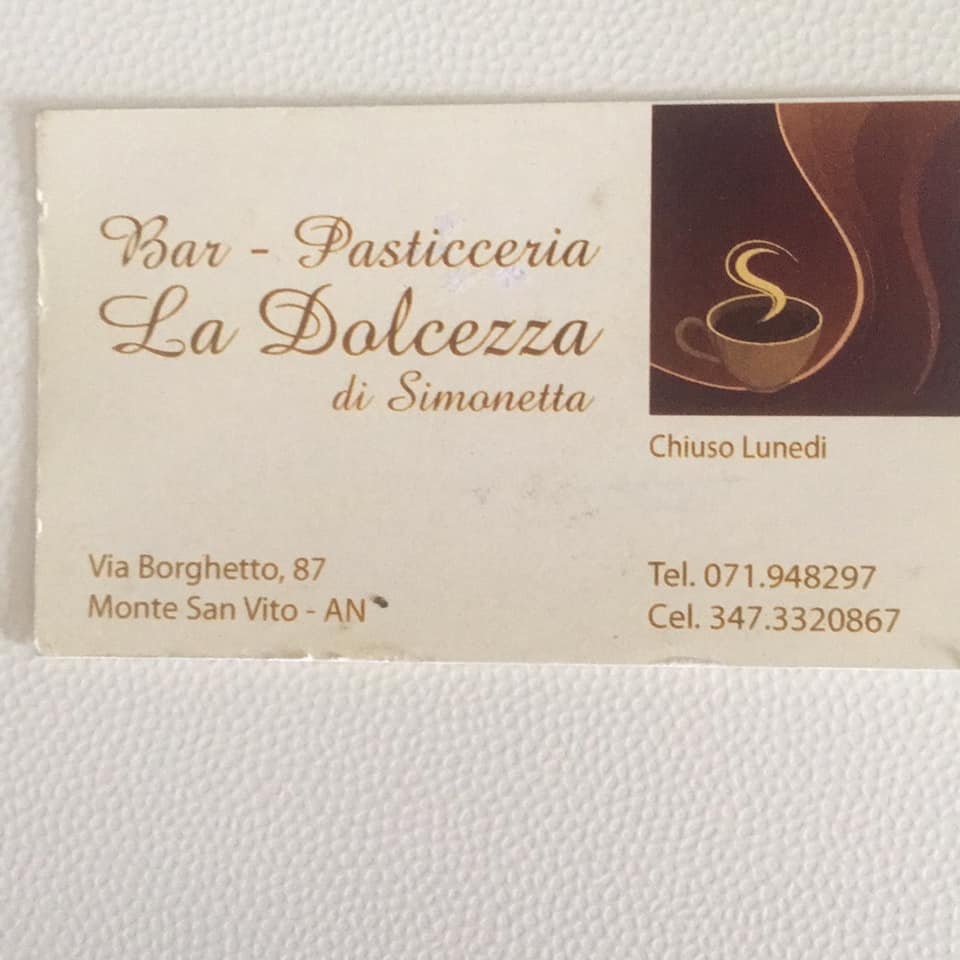 Bar - Pasticceria
La Dolcezza
di Simonetta
Chiuso Lunedi
Via Borghetto, 87
Monte San Vito - AN
Tel. 071.948297
Cel. 347.3320867